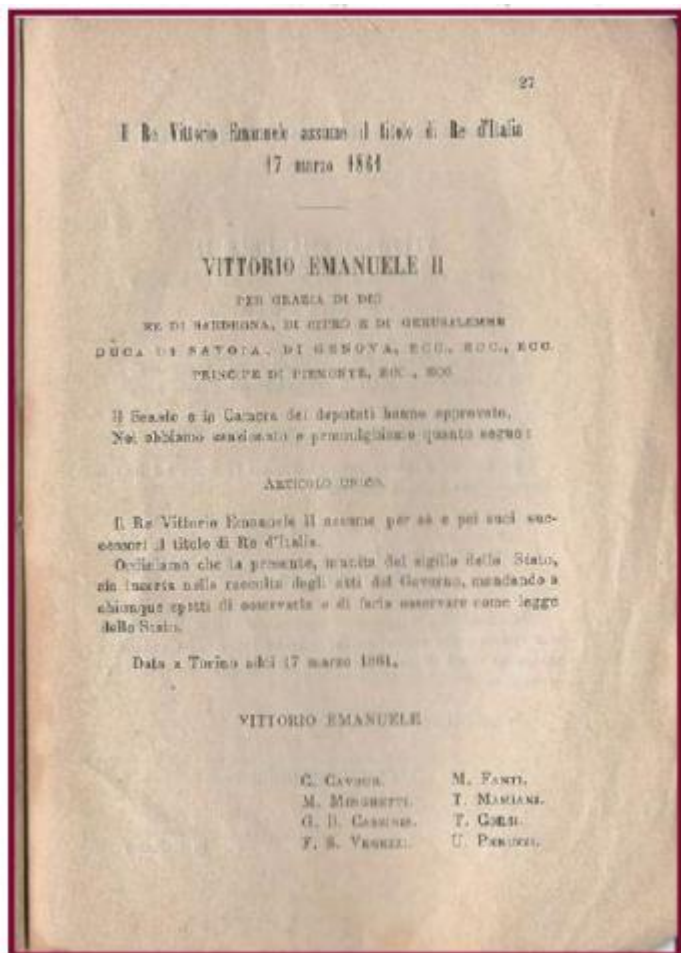 27
Il Re Vittorio Emanuele assume il titolo di Re d'Italia
17 marzo 1861
VITTORIO EMANUELE II
PER GRAZIA DI DIO
RE DI SARDEGNA, DI CIPRO E DI GERUSALEMME
DUCA DI SAVOIA, DI GENOVA, ECC., ECC., ECC.
PRINCIPE DI PIEMONTE, ECC., ECC.
Il Senato e la Camera dei deputati hanno approvato,
Noi abbiamo sanzionato e promulghiamo quanto segue:
ARTICOLO UNICO.
Il Re Vittorio Emanuele II assume per sè e pei suoi suc-
cessori il titolo di Re d'Italia.
Ordiniamo che la presente, munita del sigillo dello Stato,
sia inserta nella raccolta degli atti del Governo, mandando a
chiunque spetti di osservarla e di farla osservare come legge
dello Stato.
Data a Torino addì 17 marzo 1861.
VITTORIO EMANUELE
C. CAVOUR. M. FANTI.
M. MINGHETTI. T. MAMIANI.
G. B. CASSINIS. T. CORSI.
F. S. VEGEZZI. U. PERUZZI.